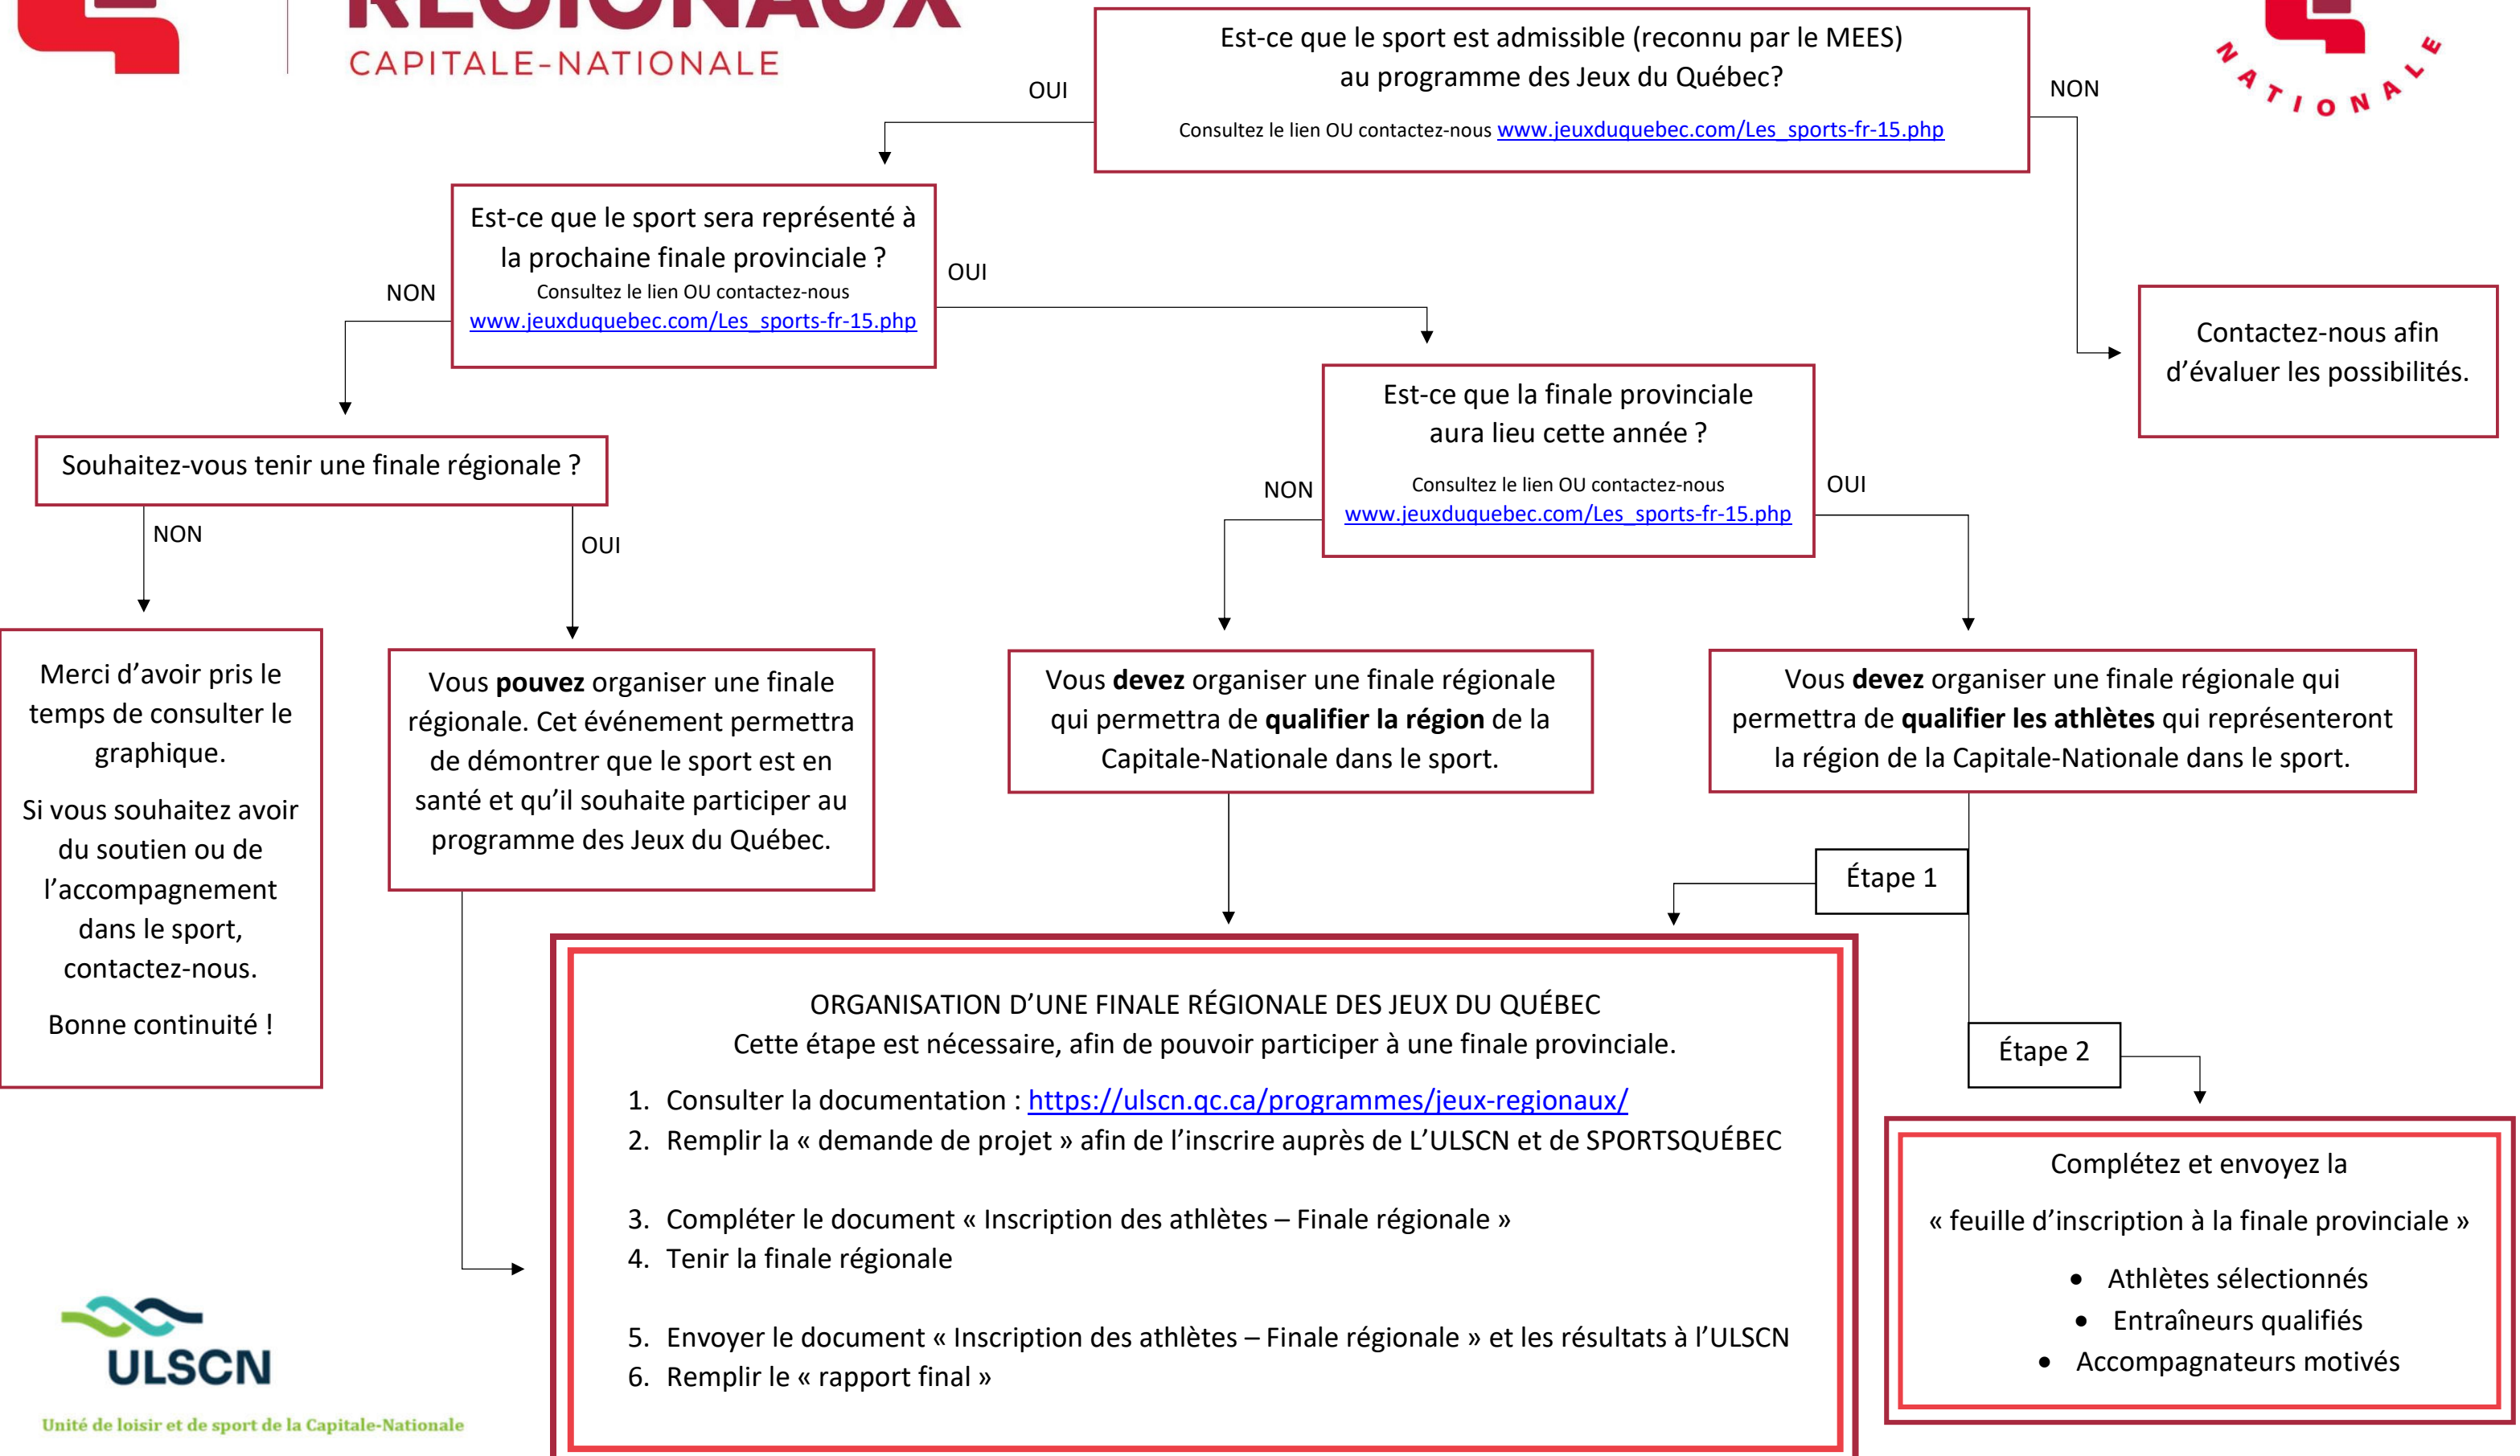 RÉGIONAUX
CAPITALE-NATIONALE
NATIONALE
Est-ce que le sport est admissible (reconnu par le MEES)
au programme des Jeux du Québec?
Consultez le lien OU contactez-nous www.jeuxduquebec.com/Les_sports-fr-15.php
OUI
NON
Est-ce que le sport sera représenté à
la prochaine finale provinciale ?
Consultez le lien OU contactez-nous
www.jeuxduquebec.com/Les_sports-fr-15.php
NON
OUI
Contactez-nous afin
d’évaluer les possibilités.
Est-ce que la finale provinciale
aura lieu cette année ?
Consultez le lien OU contactez-nous
www.jeuxduquebec.com/Les_sports-fr-15.php
NON
OUI
Souhaitez-vous tenir une finale régionale ?
NON
OUI
Merci d’avoir pris le
temps de consulter le
graphique.
Si vous souhaitez avoir
du soutien ou de
l’accompagnement
dans le sport,
contactez-nous.
Bonne continuité !
Vous pouvez organiser une finale
régionale. Cet événement permettra
de démontrer que le sport est en
santé et qu’il souhaite participer au
programme des Jeux du Québec.
Vous devez organiser une finale régionale
qui permettra de qualifier la région de la
Capitale-Nationale dans le sport.
Vous devez organiser une finale régionale qui
permettra de qualifier les athlètes qui représenteront
la région de la Capitale-Nationale dans le sport.
Étape 1
Étape 2
ORGANISATION D’UNE FINALE RÉGIONALE DES JEUX DU QUÉBEC
Cette étape est nécessaire, afin de pouvoir participer à une finale provinciale.
1. Consulter la documentation : https://ulscn.qc.ca/programmes/jeux-regionaux/
2. Remplir la « demande de projet » afin de l’inscrire auprès de L’ULSCN et de SPORTSQUÉBEC
3. Compléter le document « Inscription des athlètes – Finale régionale »
4. Tenir la finale régionale
5. Envoyer le document « Inscription des athlètes – Finale régionale » et les résultats à l’ULSCN
6. Remplir le « rapport final »
Complétez et envoyez la
« feuille d’inscription à la finale provinciale »
• Athlètes sélectionnés
• Entraîneurs qualifiés
• Accompagnateurs motivés
ULSCN
Unité de loisir et de sport de la Capitale-Nationale